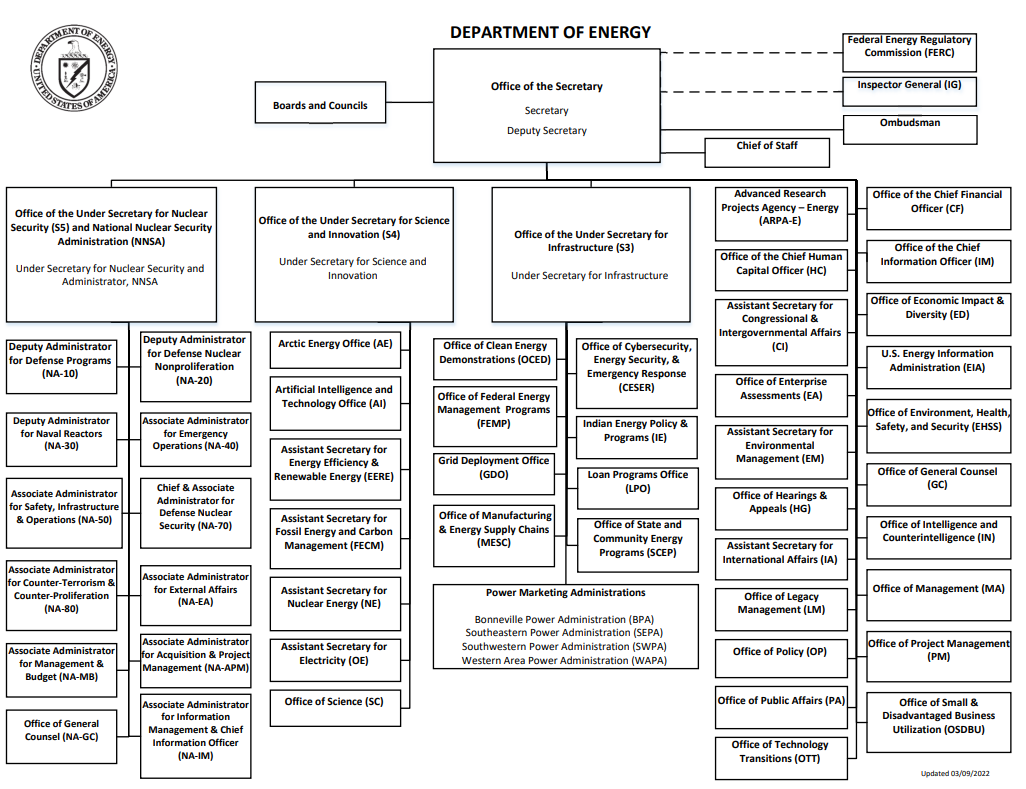 DEPARTMENT OF ENERGY
DEPARTMENT OF ENERGY
UNITED STATES OF AMERICA
Federal Energy Regulatory
Commission (FERC)
Inspector General (IG)
Ombudsman
Chief of Staff
Boards and Councils
Office of the Secretary
Secretary
Deputy Secretary
Office of the Under Secretary for Nuclear
Security (S5) and National Nuclear Security
Administration (NNSA)
Under Secretary for Nuclear Security and
Administrator, NNSA
Office of the Under Secretary for Science
and Innovation (S4)
Under Secretary for Science and
Innovation
Office of the Under Secretary for
Infrastructure (S3)
Under Secretary for Infrastructure
Deputy Administrator
for Defense Programs
(NA-10)
Deputy Administrator
for Defense Nuclear
Nonproliferation
(NA-20)
Deputy Administrator
for Naval Reactors
(NA-30)
Associate Administrator
for Emergency
Operations (NA-40)
Associate Administrator
for Safety, Infrastructure
& Operations (NA-50)
Chief & Associate
Administrator for
Defense Nuclear
Security (NA-70)
Associate Administrator
for Counter-Terrorism &
Counter-Proliferation
(NA-80)
Associate Administrator
for External Affairs
(NA-EA)
Associate Administrator
for Management &
Budget (NA-MB)
Associate Administrator
for Acquisition & Project
Management (NA-APM)
Office of General
Counsel (NA-GC)
Associate Administrator
for Information
Management & Chief
Information Officer
(NA-IM)
Arctic Energy Office (AE)
Artificial Intelligence and
Technology Office (AI)
Assistant Secretary for
Energy Efficiency &
Renewable Energy (EERE)
Assistant Secretary for
Fossil Energy and Carbon
Management (FECM)
Assistant Secretary for
Nuclear Energy (NE)
Assistant Secretary for
Electricity (OE)
Office of Science (SC)
Office of Clean Energy
Demonstrations (OCED)
Office of Cybersecurity,
Energy Security, &
Emergency Response
(CESER)
Office of Federal Energy
Management Programs
(FEMP)
Indian Energy Policy &
Programs (IE)
Grid Deployment Office
(GDO)
Loan Programs Office
(LPO)
Office of Manufacturing
& Energy Supply Chains
(MESC)
Office of State and
Community Energy
Programs (SCEP)
Power Marketing Administrations
Bonneville Power Administration (BPA)
Southeastern Power Administration (SEPA)
Southwestern Power Administration (SWPA)
Western Area Power Administration (WAPA)
Advanced Research
Projects Agency – Energy
(ARPA-E)
Office of the Chief Human
Capital Officer (HC)
Assistant Secretary for
Congressional &
Intergovernmental Affairs
(CI)
Office of Enterprise
Assessments (EA)
Assistant Secretary for
Environmental
Management (EM)
Office of Hearings &
Appeals (HG)
Assistant Secretary for
International Affairs (IA)
Office of Legacy
Management (LM)
Office of Policy (OP)
Office of Public Affairs (PA)
Office of Technology
Transitions (OTT)
Office of the Chief Financial
Officer (CF)
Office of the Chief
Information Officer (IM)
Office of Economic Impact &
Diversity (ED)
U.S. Energy Information
Administration (EIA)
Office of Environment, Health,
Safety, and Security (EHSS)
Office of General Counsel
(GC)
Office of Intelligence and
Counterintelligence (IN)
Office of Management (MA)
Office of Project Management
(PM)
Office of Small &
Disadvantaged Business
Utilization (OSDBU)
Updated 03/09/2022